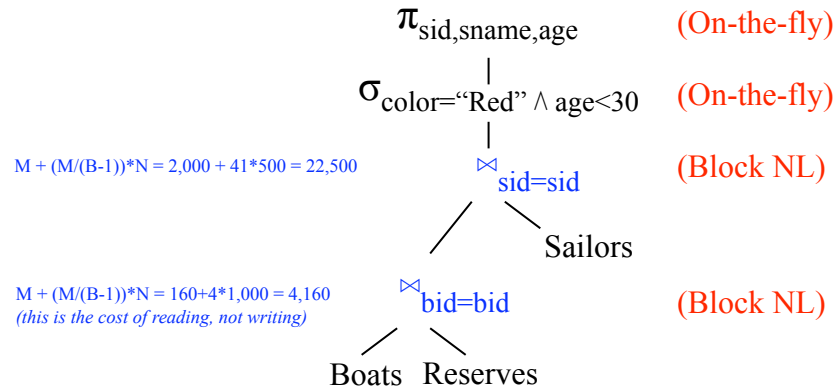 π sid,sname,age (On-the-fly)
σ color=“Red” ∧ age<30 (On-the-fly)
M + (M/(B-1))*N = 2,000 + 41*500 = 22,500 ⋈ sid=sid (Block NL)
Sailors
M + (M/(B-1))*N = 160+4*1,000 = 4,160 ⋈ bid=bid (Block NL)
(this is the cost of reading, not writing)
Boats Reserves